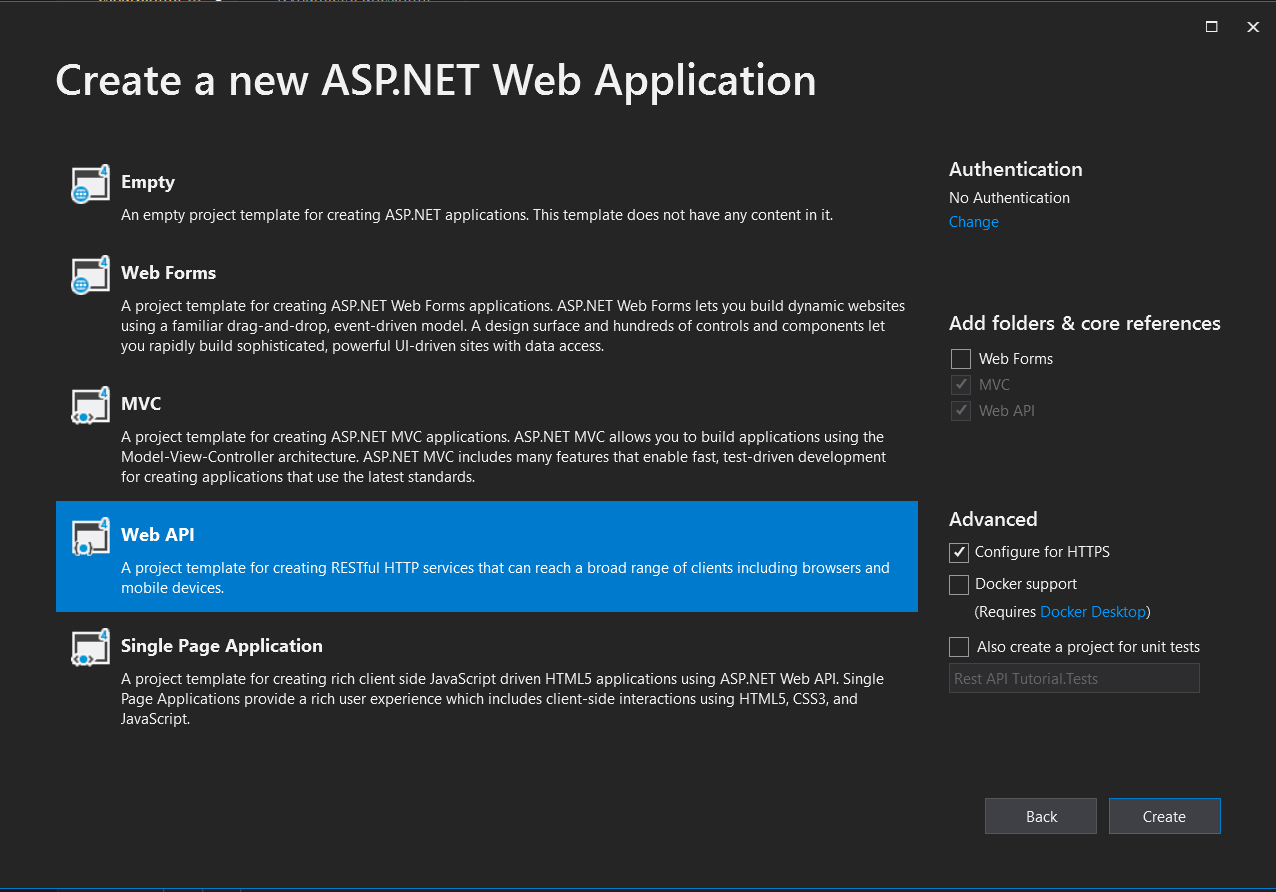 Create a new ASP.NET Web Application
Empty
An empty project template for creating ASP.NET applications. This template does not have any content in it.
Web Forms
A project template for creating ASP.NET Web Forms applications. ASP.NET Web Forms lets you build dynamic websites
using a familiar drag-and-drop, event-driven model. A design surface and hundreds of controls and components let
you rapidly build sophisticated, powerful UI-driven sites with data access.
MVC
A project template for creating ASP.NET MVC applications. ASP.NET MVC allows you to build applications using the
Model-View-Controller architecture. ASP.NET MVC includes many features that enable fast, test-driven development
for creating applications that use the latest standards.
Web API
A project template for creating RESTful HTTP services that can reach a broad range of clients including browsers and
mobile devices.
Single Page Application
A project template for creating rich client side JavaScript driven HTML5 applications using ASP.NET Web API. Single
Page Applications provide a rich user experience which includes client-side interactions using HTML5, CSS3, and
JavaScript.
Authentication
No Authentication
Change
Add folders & core references
Web Forms
MVC
Web API
Advanced
Configure for HTTPS
Docker support
(Requires Docker Desktop)
Also create a project for unit tests
Rest API Tutorial.Tests
Back
Create